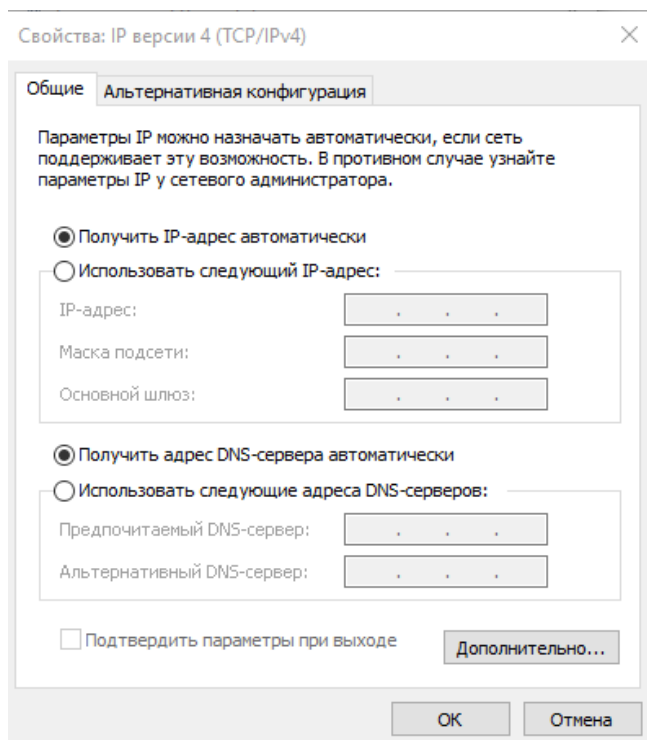 Свойства: IP версии 4 (TCP/IPv4)
Общие
Альтернативная конфигурация
Параметры IP можно назначать автоматически, если сеть
поддерживает эту возможность. В противном случае узнайте
параметры IP у сетевого администратора.
Получить IP-адрес автоматически
Использовать следующий IP-адрес:
IP-адрес:
Маска подсети:
Основной шлюз:
Получить адрес DNS-сервера автоматически
Использовать следующие адреса DNS-серверов:
Предпочитаемый DNS-сервер:
Альтернативный DNS-сервер:
Подтвердить параметры при выходе
Дополнительно...
ОК
Отмена